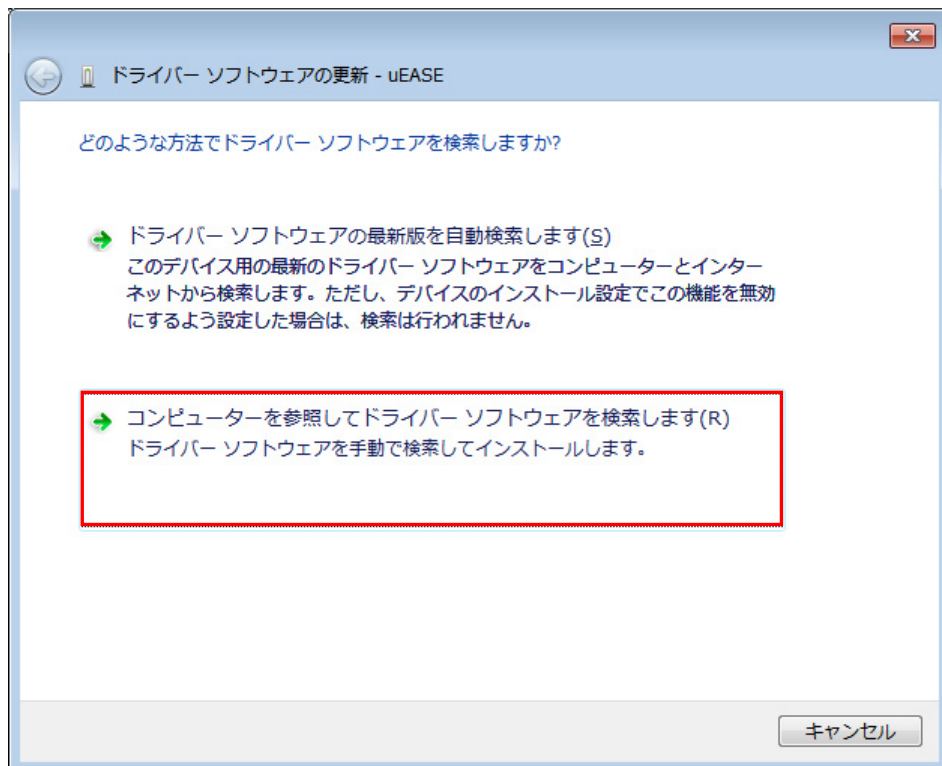 ドライバー ソフトウェアの更新 - uEASE
どのような方法でドライバー ソフトウェアを検索しますか?
ドライバー ソフトウェアの最新版を自動検索します(S)
このデバイス用の最新のドライバー ソフトウェアをコンピューターとインター
ネットから検索します。ただし、デバイスのインストール設定でこの機能を無効
にするよう設定した場合は、検索は行われません。
コンピューターを参照してドライバー ソフトウェアを検索します(R)
ドライバー ソフトウェアを手動で検索してインストールします。
キャンセル